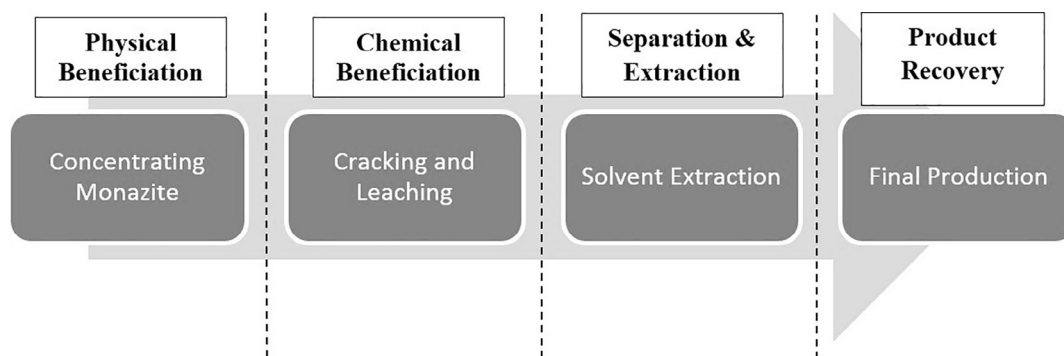 Physical
Beneficiation
Chemical
Beneficiation
Separation &
Extraction
Product
Recovery
Concentrating
Monazite
Cracking and
Leaching
Solvent Extraction
Final Production